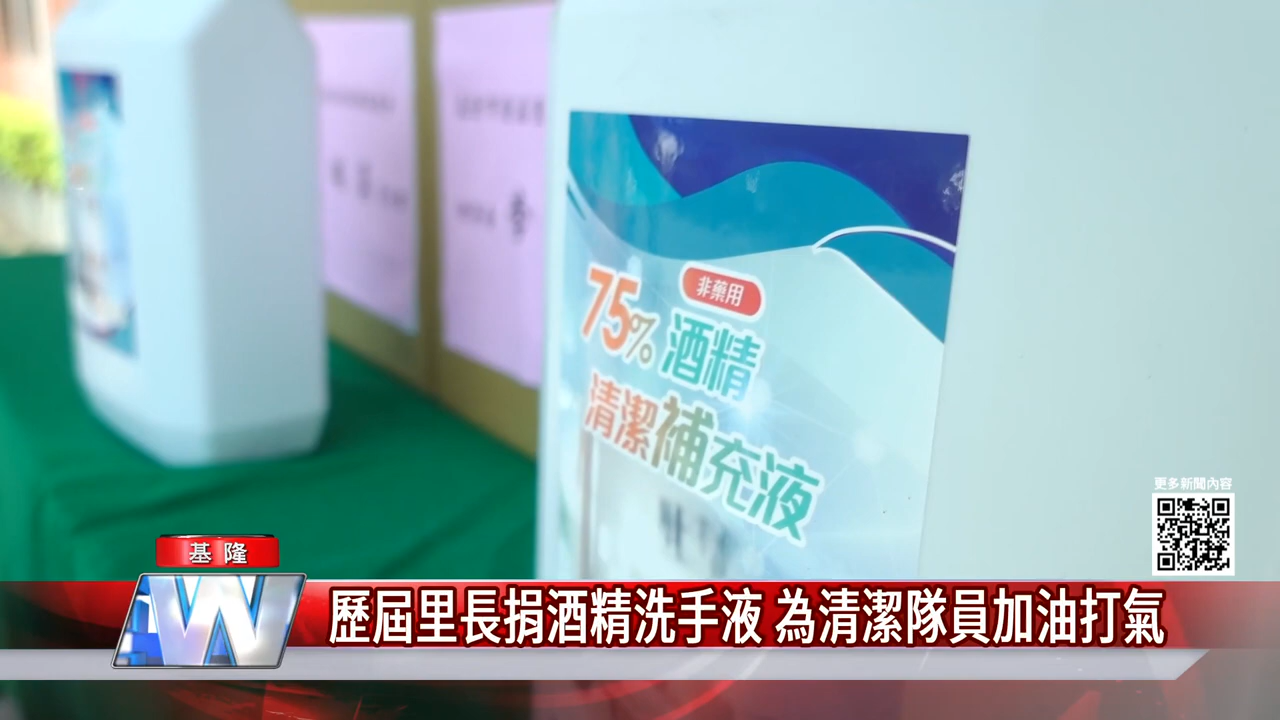 非藥用
75% 酒精
清潔補充液
更多新聞內容
基隆
W
歷屆里長捐酒精洗手液 為清潔隊員加油打氣